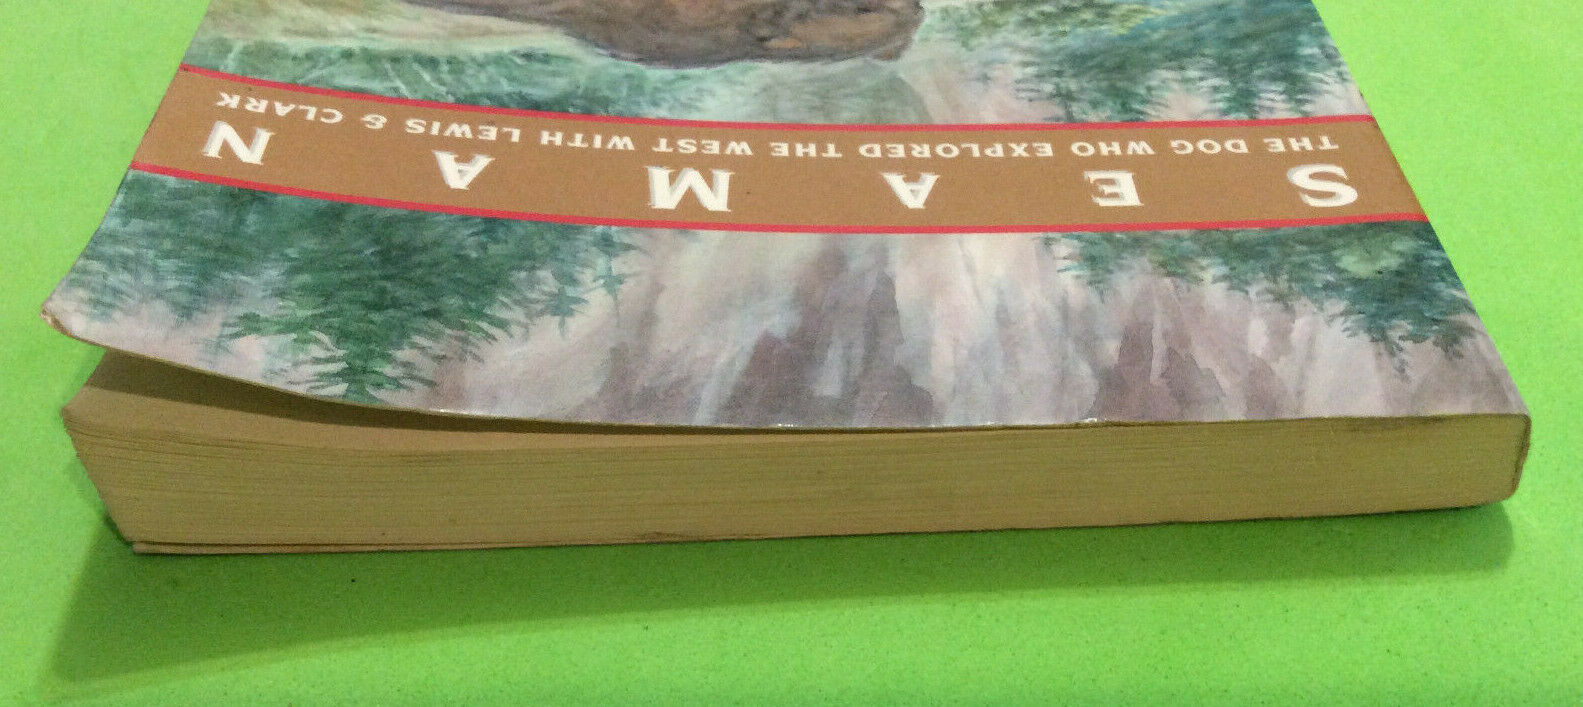 SEAMAN
THE DOG WHO EXPLORED THE WEST WITH LEWIS & CLARK